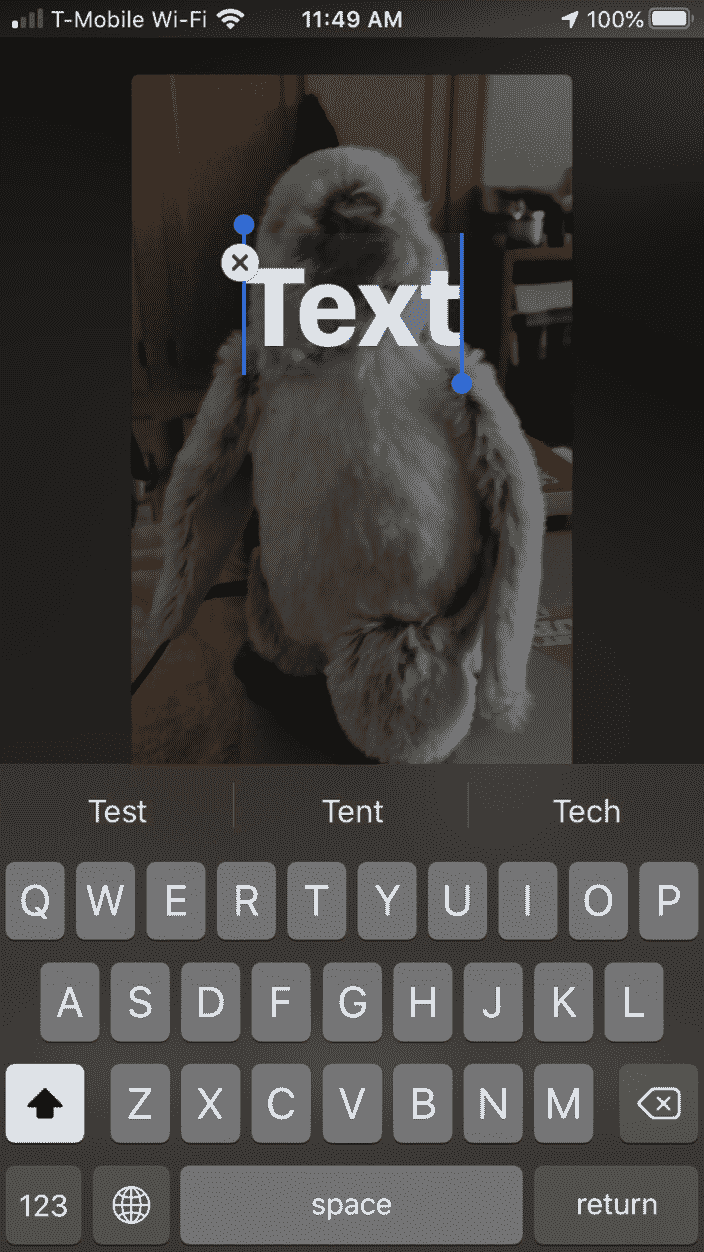 T-Mobile Wi-Fi 11:49 AM 100%
Text
Test Tent Tech
Q W E R T Y U I O P
A S D F G H J K L
Z X C V B N M
123 space return